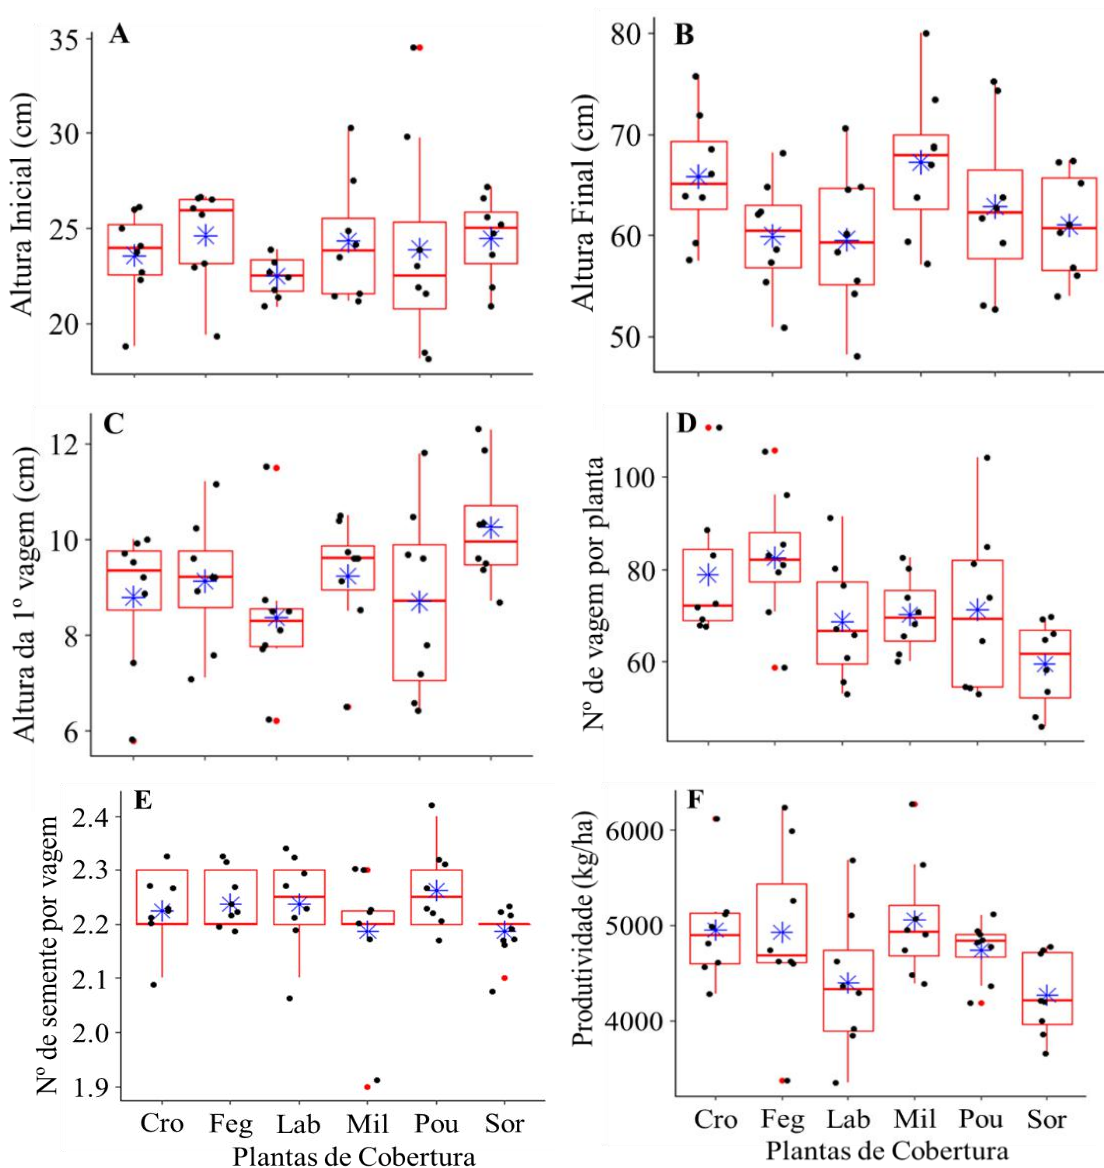 A
Altura Inicial (cm)
35
30
25
20
B
Altura Final (cm)
80
70
60
50
C
Altura da 1º vagem (cm)
12
10
8
6
D
Nº de vagem por planta
100
80
60
E
Nº de semente por vagem
2.4
2.3
2.2
2.1
2.0
1.9
Cro Feg Lab Mil Pou Sor
Plantas de Cobertura
F
Produtividade (kg/ha)
6000
5000
4000
Cro Feg Lab Mil Pou Sor
Plantas de Cobertura